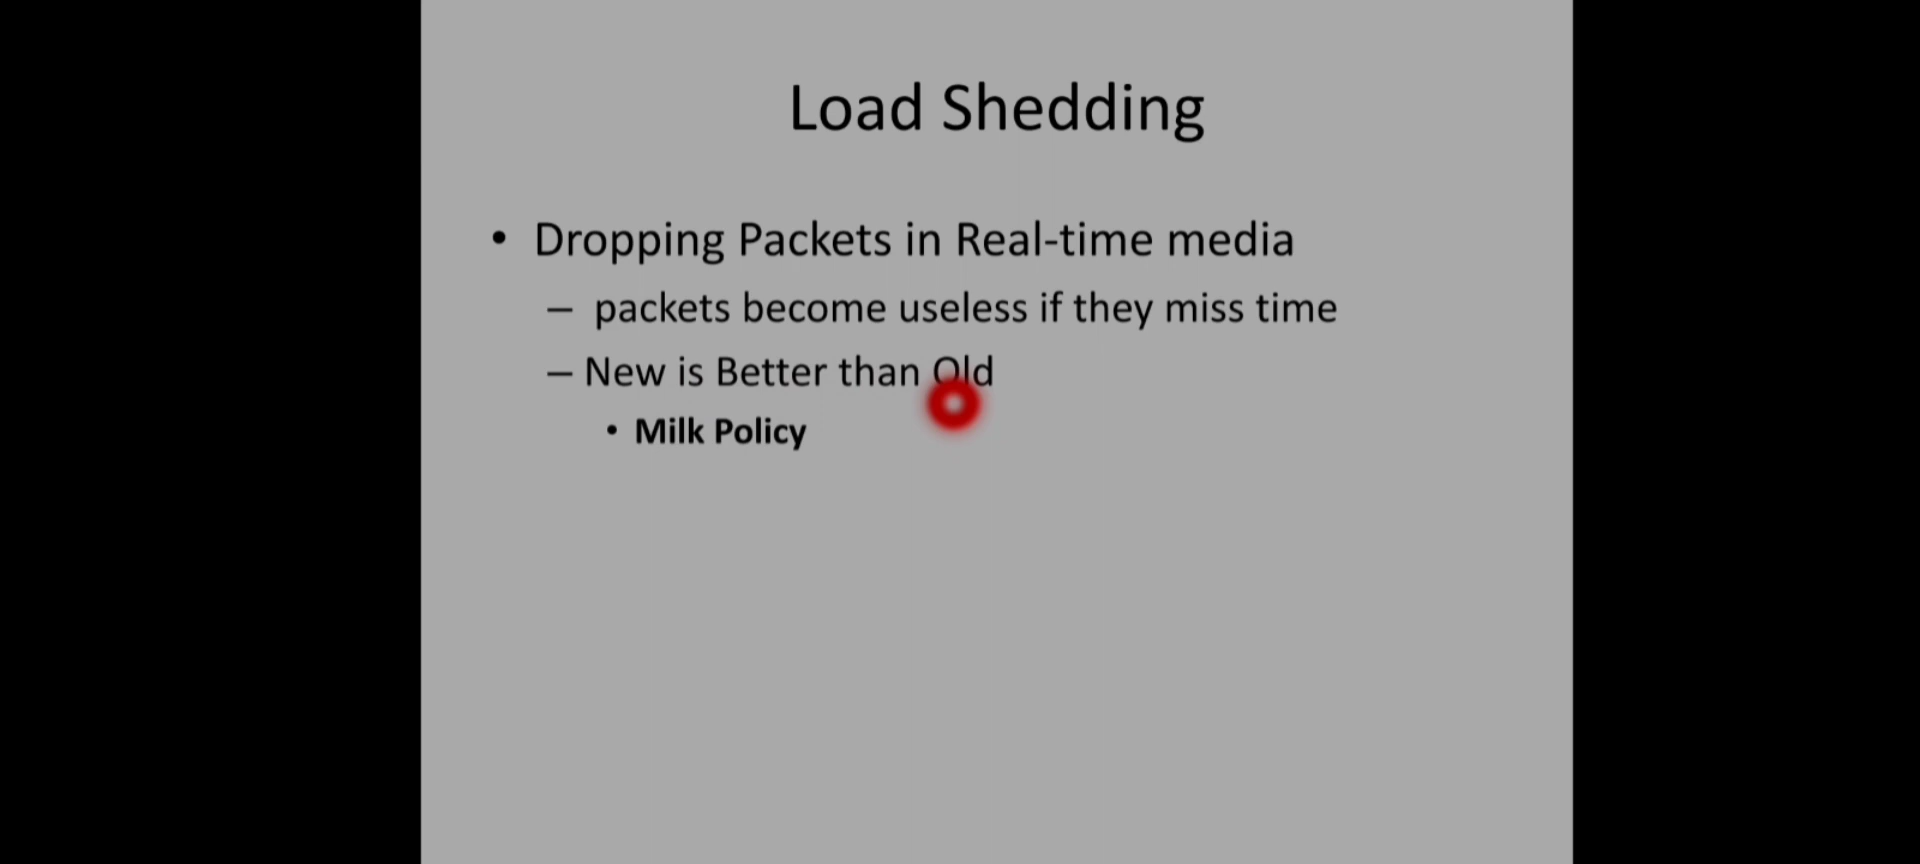 Load Shedding
• Dropping Packets in Real-time media
– packets become useless if they miss time
– New is Better than Old
• Milk Policy